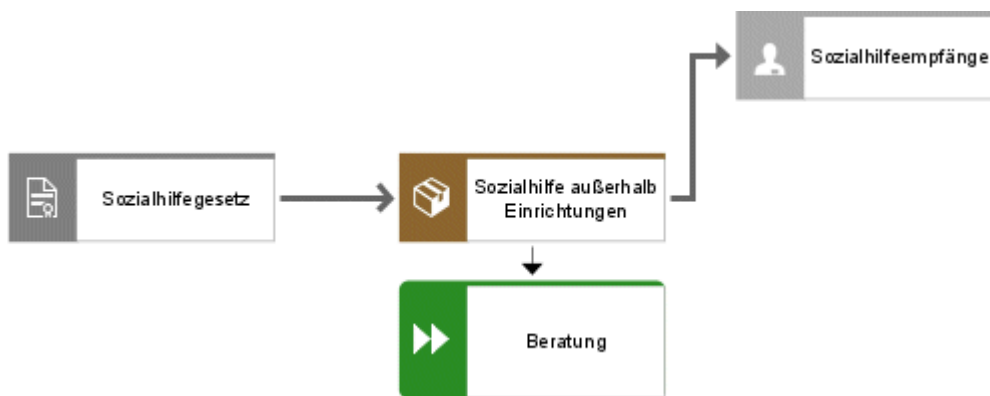 Sozialhilfeempfänge
Sozialhilfegesetz
Sozialhilfe außerhalb
Einrichtungen
Beratung